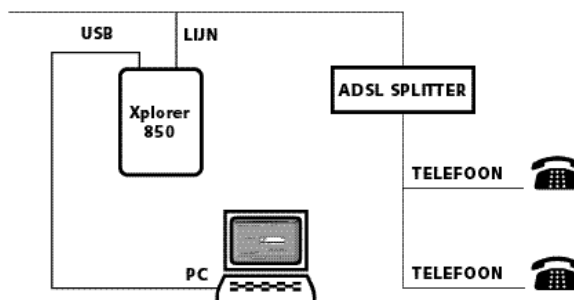 USB
LIJN
Xplorer
850
ADSL SPLITTER
TELEFOON
PC
TELEFOON